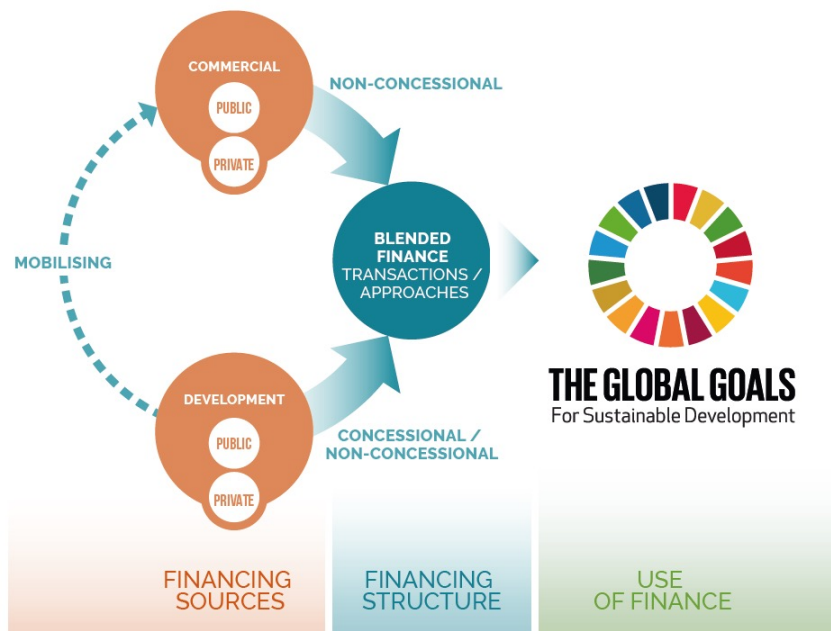 COMMERCIAL
PUBLIC
PRIVATE
NON-CONCESSIONAL
MOBILISING
BLENDED
FINANCE
TRANSACTIONS /
APPROACHES
DEVELOPMENT
PUBLIC
PRIVATE
CONCESSIONAL /
NON-CONCESSIONAL
THE GLOBAL GOALS
For Sustainable Development
FINANCING
SOURCES
FINANCING
STRUCTURE
USE
OF FINANCE